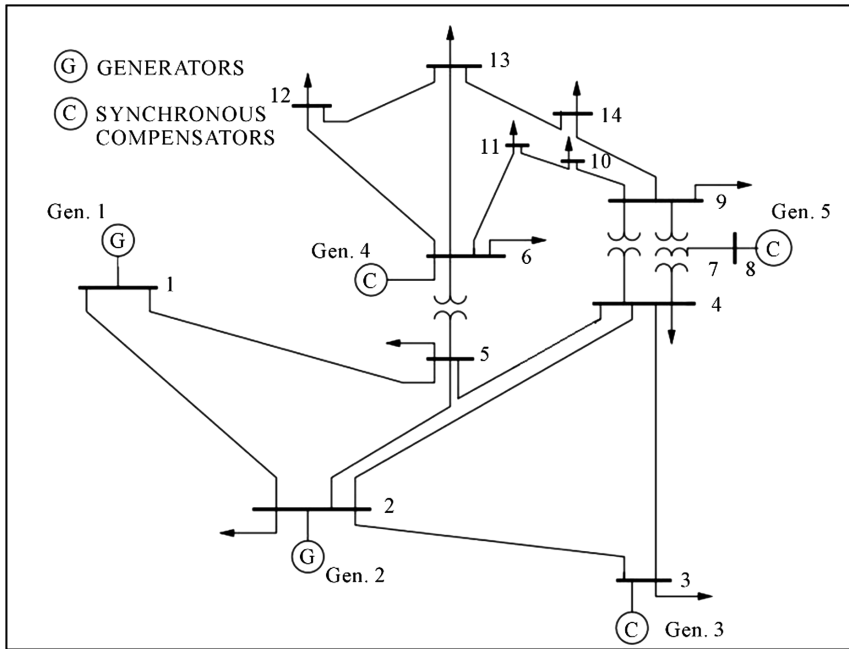 G GENERATORS
C SYNCHRONOUS
COMPENSATORS
13
12
14
11
10
9
Gen. 1
G
Gen. 4
C
6
Gen. 5
7
8
C
1
4
5
2
G
Gen. 2
3
C
Gen. 3